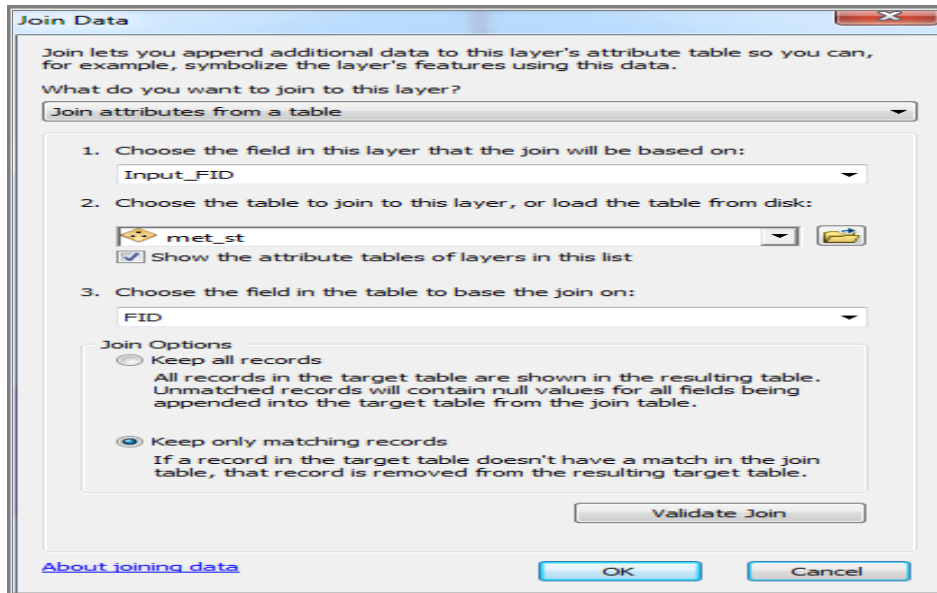 Join Data
Join lets you append additional data to this layer's attribute table so you can,
for example, symbolize the layer's features using this data.
What do you want to join to this layer?
Join attributes from a table
1. Choose the field in this layer that the join will be based on:
Input_FID
2. Choose the table to join to this layer, or load the table from disk:
met_st
Show the attribute tables of layers in this list
3. Choose the field in the table to base the join on:
FID
Join Options
Keep all records
All records in the target table are shown in the resulting table.
Unmatched records will contain null values for all fields being
appended into the target table from the join table.
Keep only matching records
If a record in the target table doesn't have a match in the join
table, that record is removed from the resulting target table.
Validate Join
About joining data
OK
Cancel